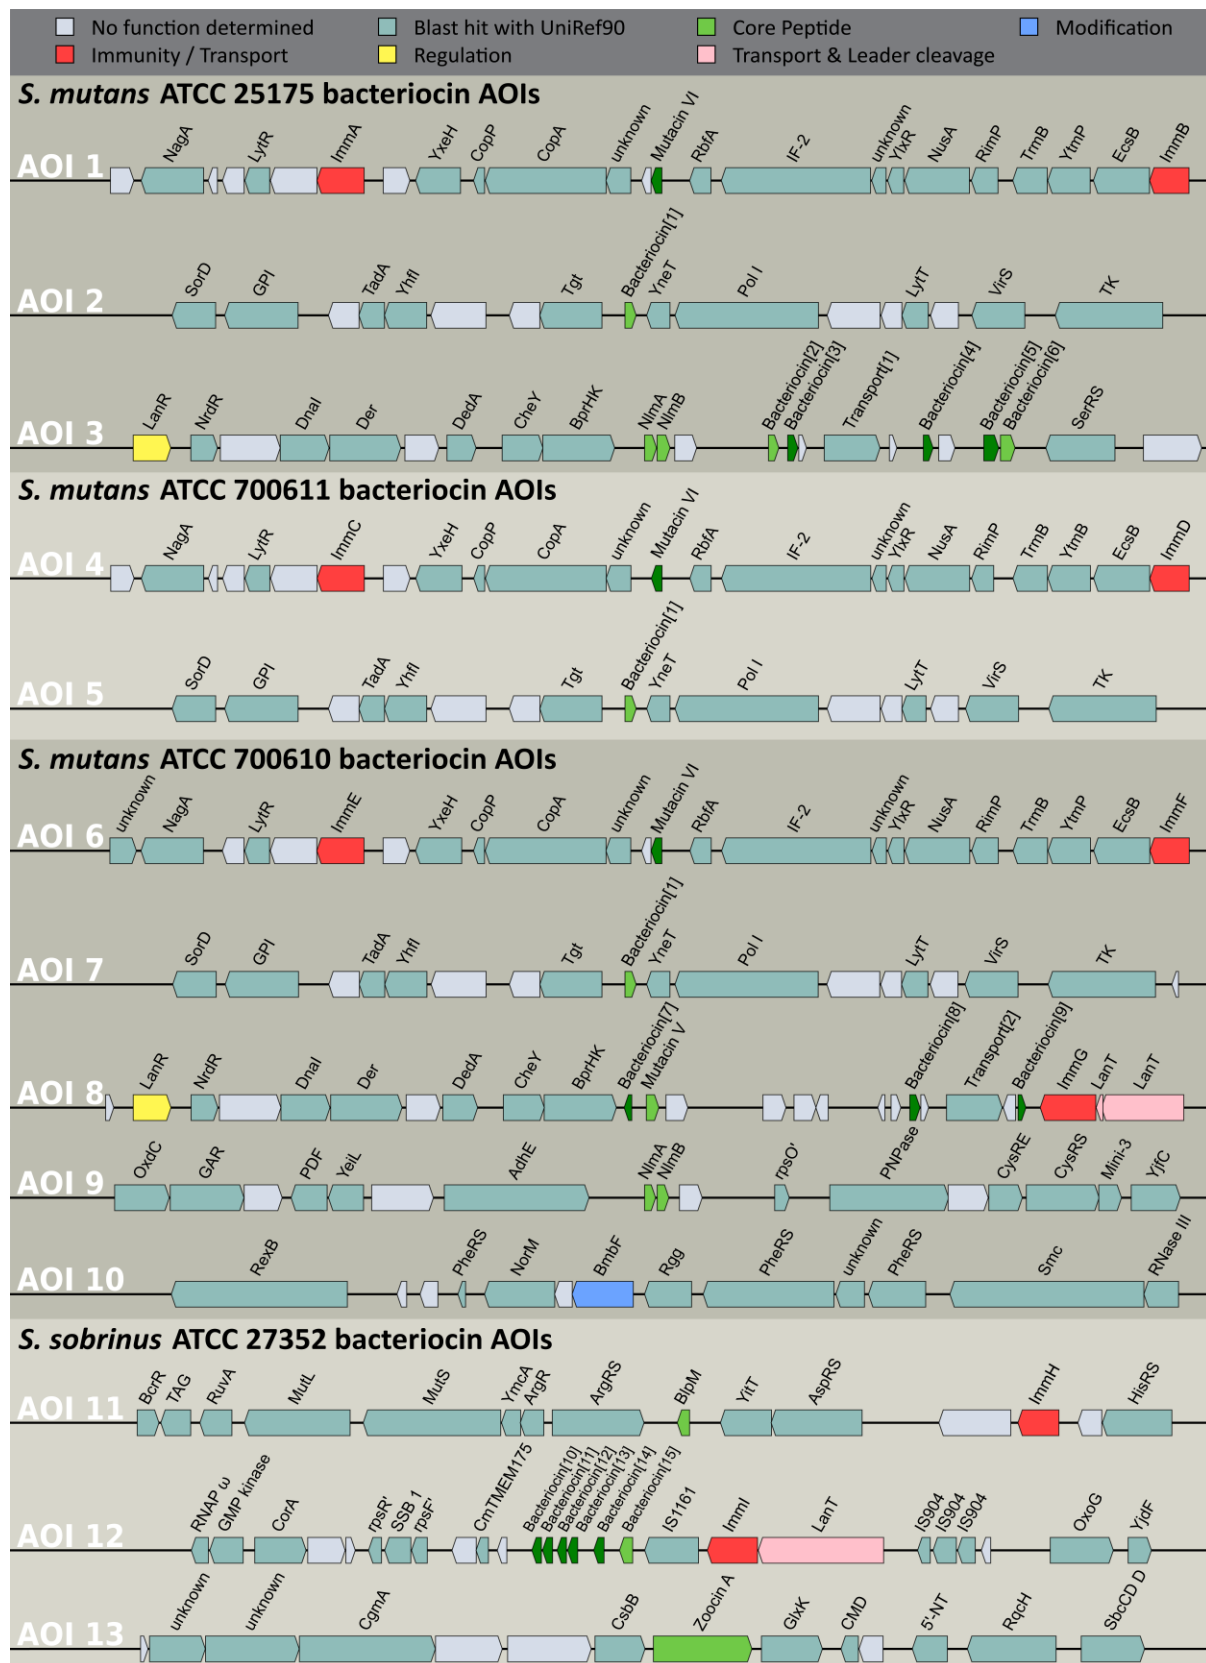 No function determined Blast hit with UniRef90 Core Peptide Modification
Immunity / Transport Regulation Transport & Leader cleavage
S. mutans ATCC 25175 bacteriocin AOIs
AOI 1 NagA LytR ImmA YxeH CopP CopA unknown Mutacin VI RbfA IF-2 unknown YlxR NusA RimP TrmB YtmP EcsB ImmB
AOI 2 SorD GPI TadA YhfI Tgt Bacteriocin[1] YneT Pol I LytT VirS TK
AOI 3 LanR NrdR DnaI Der DedA CheY BprHK NlmA NlmB Bacteriocin[2] Bacteriocin[3] Transport[1] Bacteriocin[4] Bacteriocin[5] Bacteriocin[6] SerRS
S. mutans ATCC 700611 bacteriocin AOIs
AOI 4 NagA LytR ImmC YxeH CopP CopA unknown Mutacin VI RbfA IF-2 unknown YlxR NusA RimP TrmB YtmB EcsB ImmD
AOI 5 SorD GPI TadA YhfI Tgt Bacteriocin[1] YneT Pol I LytT VirS TK
S. mutans ATCC 700610 bacteriocin AOIs
AOI 6 unknown NagA LytR ImmE YxeH CopP CopA unknown Mutacin VI RbfA IF-2 unknown YlxR NusA RimP TrmB YtmP EcsB ImmF
AOI 7 SorD GPI TadA YhfI Tgt Bacteriocin[1] YneT Pol I LytT VirS TK
AOI 8 LanR NrdR DnaI Der DedA CheY BprHK Bacteriocin[7] Mutacin V Bacteriocin[8] Transport[2] Bacteriocin[9] ImmG LanT LanT
AOI 9 OxdC GAR PDF YeiL AdhE NlmA NlmB rpsO' PNPase CysRE CysRS Mini-3 YjfC
AOI 10 RexB PheRS NorM BmbF Rgg PheRS unknown PheRS Smc RNase III
S. sobrinus ATCC 27352 bacteriocin AOIs
AOI 11 BcrR TAG RuvA MutL MutS YmcA ArgR ArgRS BlpM YitT AspRS ImmH HisRS
AOI 12 RNAP ω GMP kinase CorA rpsR' SSB 1 rpsF' CmTMEM175 Bacteriocin[10] Bacteriocin[11] Bacteriocin[12] Bacteriocin[13] Bacteriocin[14] Bacteriocin[15] IS1161 ImmI LanT IS904 IS904 IS904 OxoG YjdF
AOI 13 unknown unknown CgmA CsbB Zoocin A GlxK CMD 5'-NT RqcH SbcCD D